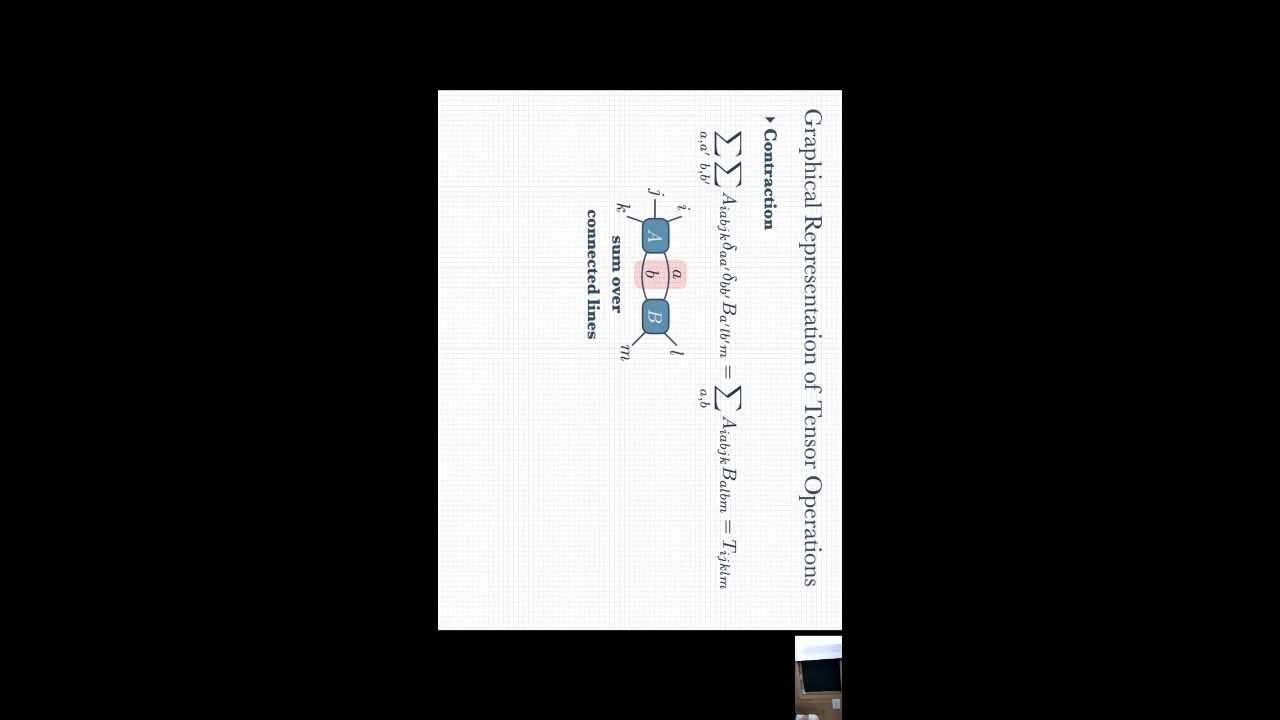 Graphical Representation of Tensor Operations
▸ Contraction
∑_{a,a′} ∑_{b,b′} A_{iabjk} δ_{aa′} δ_{bb′} B_{a′lb′m} = ∑_{a,b} A_{iabjk} B_{albm} = T_{ijklm}
i a l
j A b B
k m
sum over
connected lines